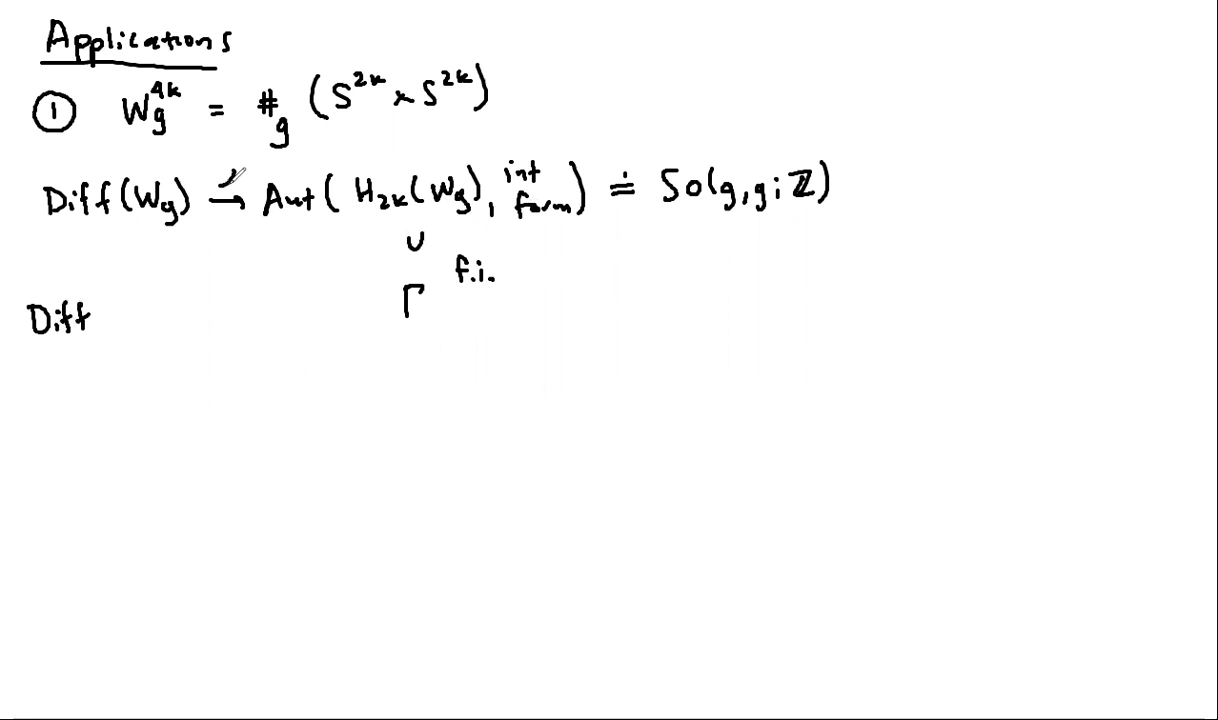 Applications
① W_g^{4k} = #_g (S^{2k} × S^{2k})
Diff(W_g) → Aut(H_{2k}(W_g), int form) ≐ SO(g,g;ℤ)
∪ f.i.
Γ
Diff